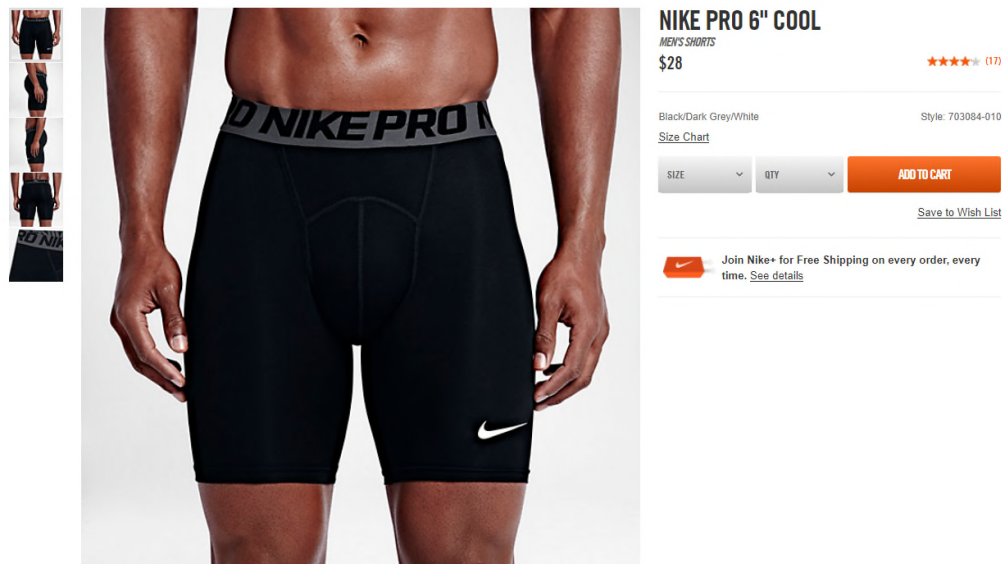 NIKE PRO 6" COOL
MEN'S SHORTS
$28
(17)
Black/Dark Grey/White
Style: 703084-010
Size Chart
SIZE
QTY
ADD TO CART
Save to Wish List
Join Nike+ for Free Shipping on every order, every
time. See details
O NIKE PRO N
RO NIK